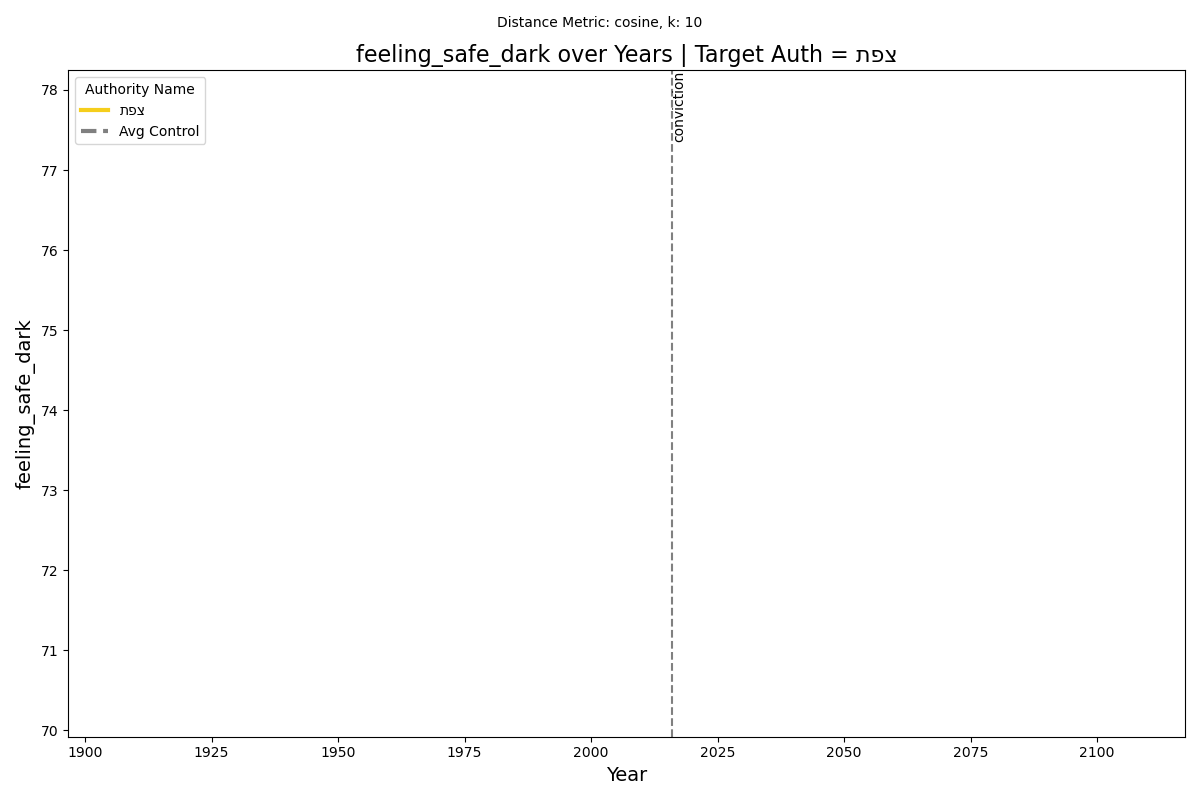 Distance Metric: cosine, k: 10
feeling_safe_dark over Years | Target Auth = צפת
Authority Name
צפת
Avg Control
conviction
feeling_safe_dark
78
77
76
75
74
73
72
71
70
1900
1925
1950
1975
2000
2025
2050
2075
2100
Year